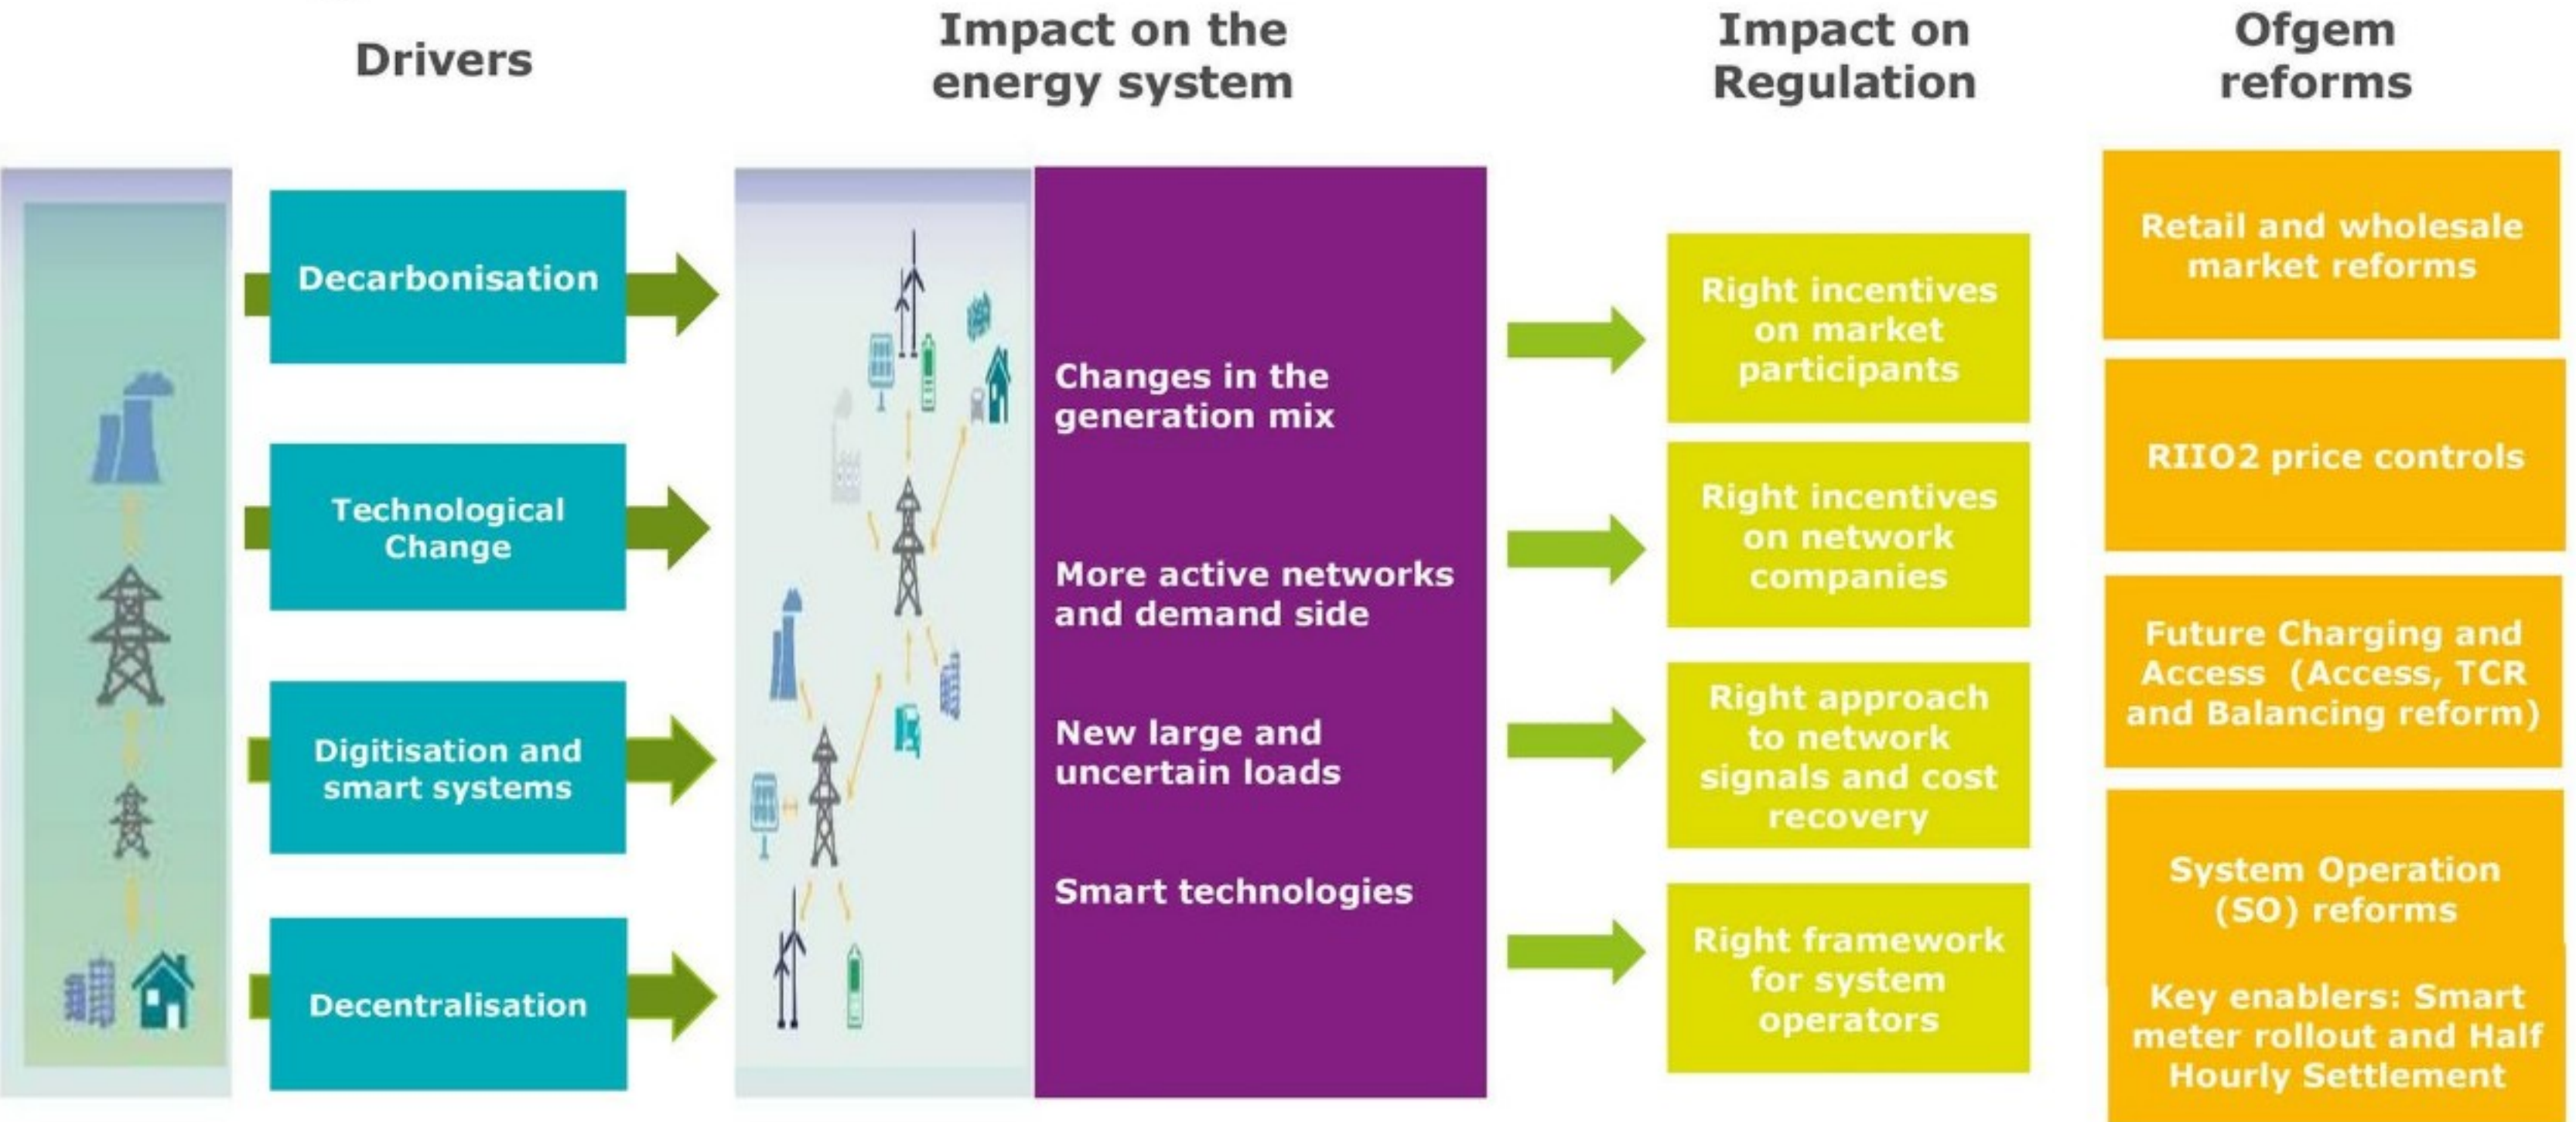 Drivers
Impact on the
energy system
Impact on
Regulation
Ofgem
reforms
Decarbonisation
Technological
Change
Digitisation and
smart systems
Decentralisation
Changes in the
generation mix
More active networks
and demand side
New large and
uncertain loads
Smart technologies
Right incentives
on market
participants
Right incentives
on network
companies
Right approach
to network
signals and cost
recovery
Right framework
for system
operators
Retail and wholesale
market reforms
RIIO2 price controls
Future Charging and
Access (Access, TCR
and Balancing reform)
System Operation
(SO) reforms
Key enablers: Smart
meter rollout and Half
Hourly Settlement